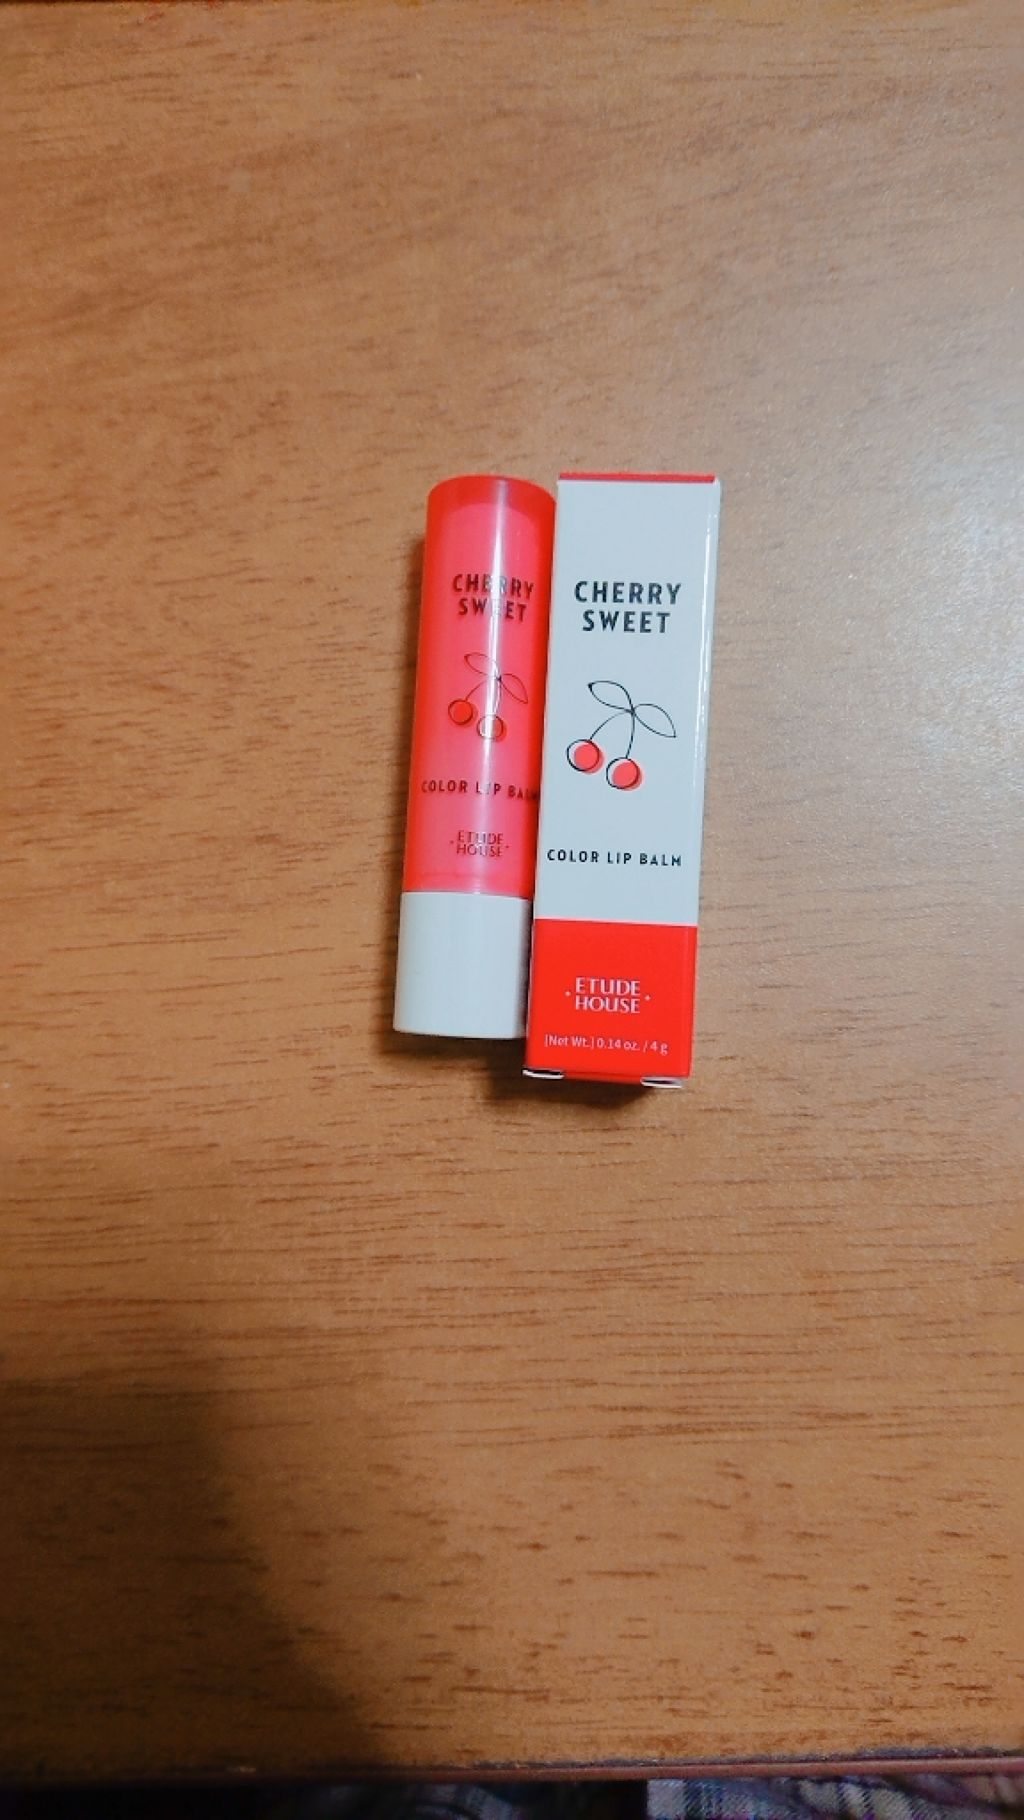 CHERRY
SWEET
COLOR LIP BALM
ETUDE
HOUSE
CHERRY
SWEET
COLOR LIP BALM
ETUDE
HOUSE
[Net Wt.] 0.14 oz. / 4 g